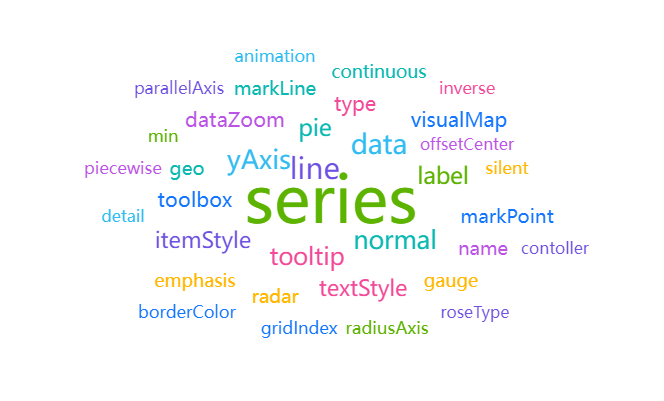 animation
continuous
parallelAxis
markLine
inverse
type
dataZoom
pie
visualMap
min
data
offsetCenter
piecewise
geo
yAxis
line
label
silent
toolbox
series
detail
markPoint
itemStyle
normal
name
contoller
tooltip
emphasis
radar
textStyle
gauge
borderColor
roseType
gridIndex
radiusAxis